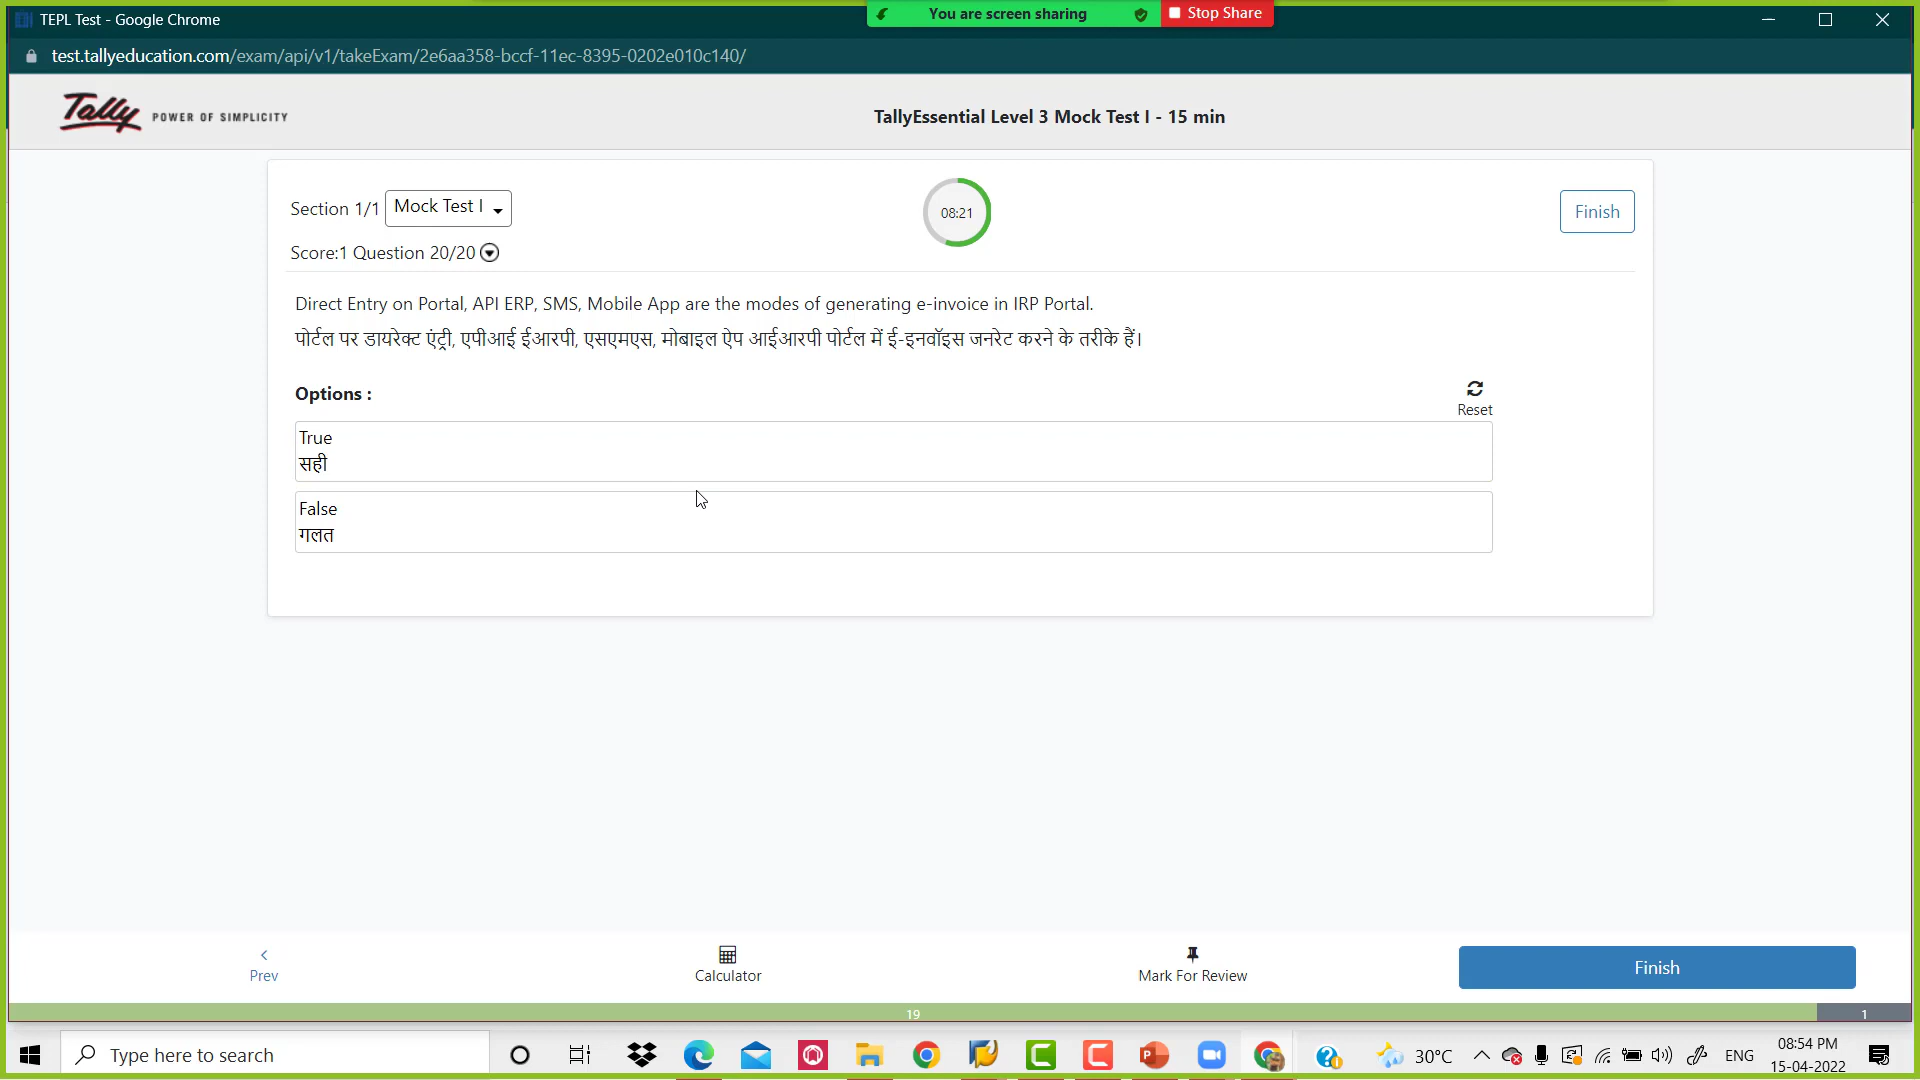 TEPL Test - Google Chrome
You are screen sharing
Stop Share
test.tallyeducation.com/exam/api/v1/takeExam/2e6aa358-bccf-11ec-8395-0202e010c140/
Tally POWER OF SIMPLICITY
TallyEssential Level 3 Mock Test I - 15 min
Section 1/1 Mock Test I
08:21
Finish
Score:1 Question 20/20
Direct Entry on Portal, API ERP, SMS, Mobile App are the modes of generating e-invoice in IRP Portal.
पोर्टल पर डायरेक्ट एंट्री, एपीआई ईआरपी, एसएमएस, मोबाइल ऐप आईआरपी पोर्टल में ई-इनवॉइस जनरेट करने के तरीके हैं।
Options :
Reset
True
सही
False
गलत
Prev
Calculator
Mark For Review
Finish
19
1
Type here to search
30°C
ENG
08:54 PM
15-04-2022